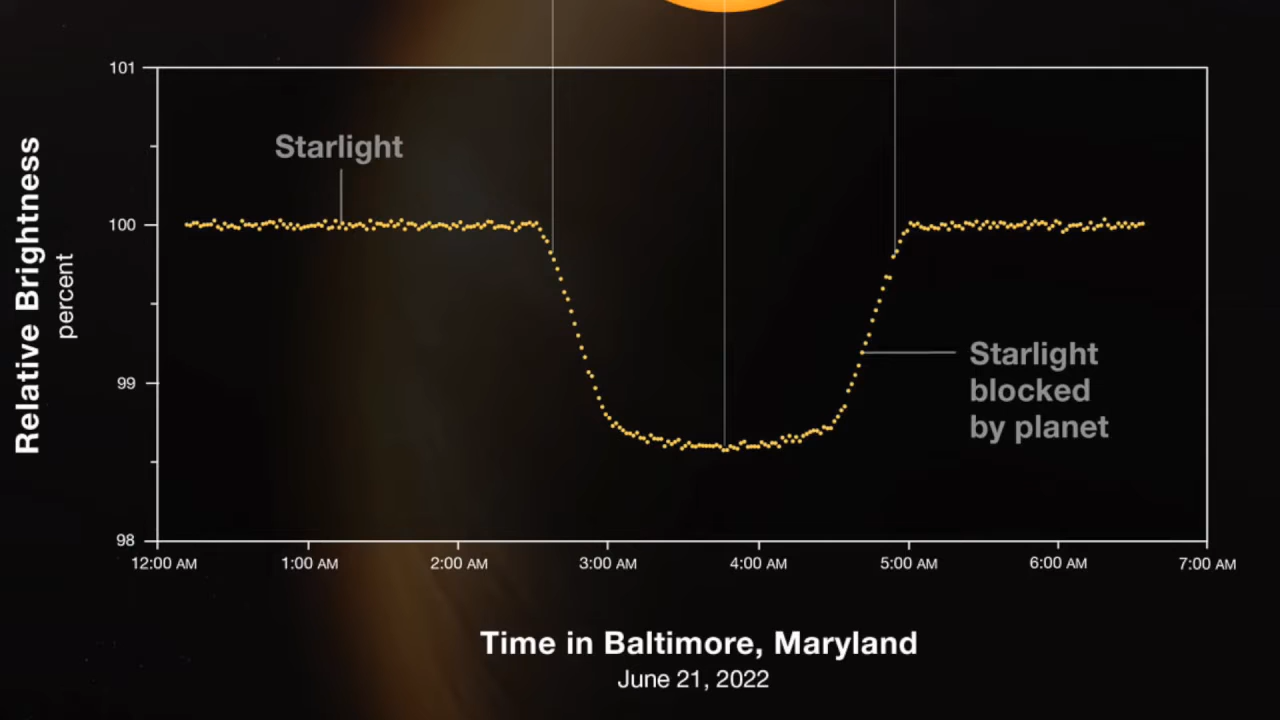 101
Starlight
100
Relative Brightness
percent
Starlight
blocked
by planet
99
98
12:00 AM 1:00 AM 2:00 AM 3:00 AM 4:00 AM 5:00 AM 6:00 AM 7:00 AM
Time in Baltimore, Maryland
June 21, 2022